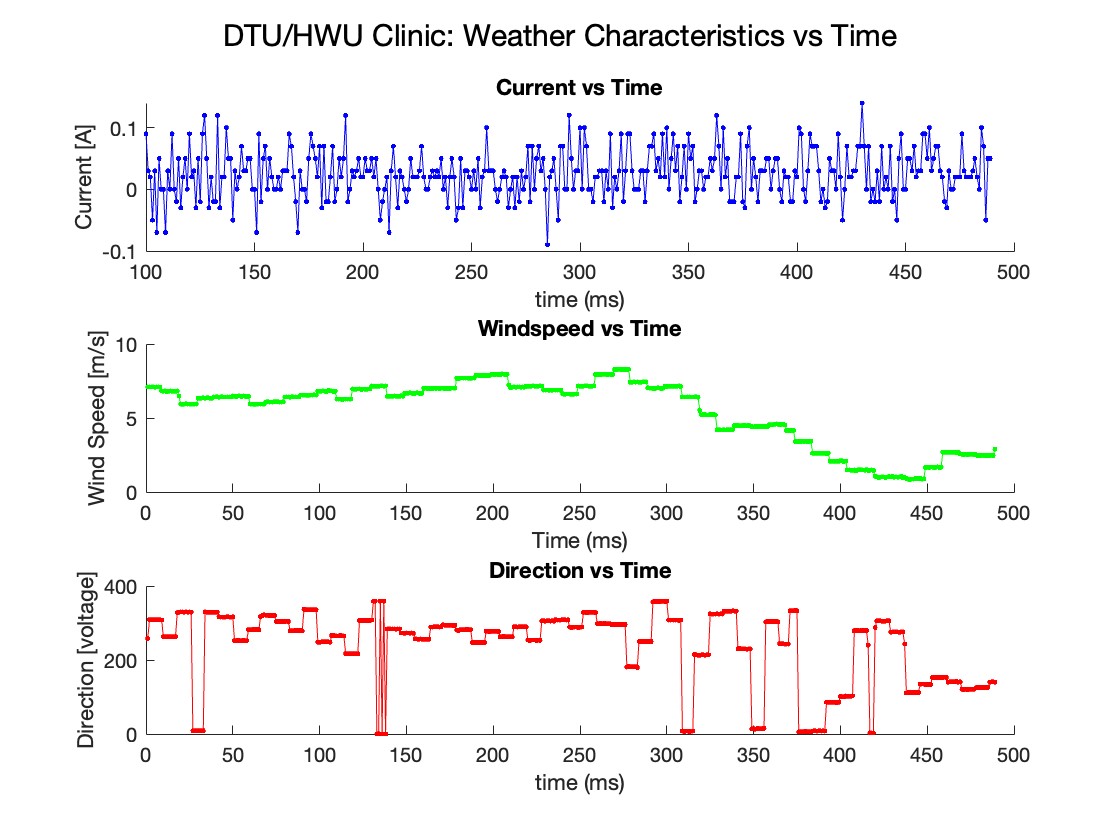 DTU/HWU Clinic: Weather Characteristics vs Time
Current vs Time
Current [A]
0.1
0
-0.1
100 150 200 250 300 350 400 450 500
time (ms)
Windspeed vs Time
Wind Speed [m/s]
10
5
0
0 50 100 150 200 250 300 350 400 450 500
Time (ms)
Direction vs Time
Direction [voltage]
400
200
0
0 50 100 150 200 250 300 350 400 450 500
time (ms)